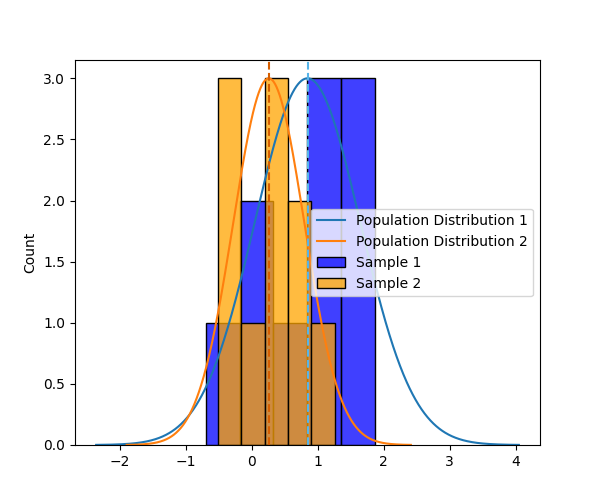 3.0
2.5
2.0
1.5
1.0
0.5
0.0
Count
Population Distribution 1
Population Distribution 2
Sample 1
Sample 2
−2 −1 0 1 2 3 4